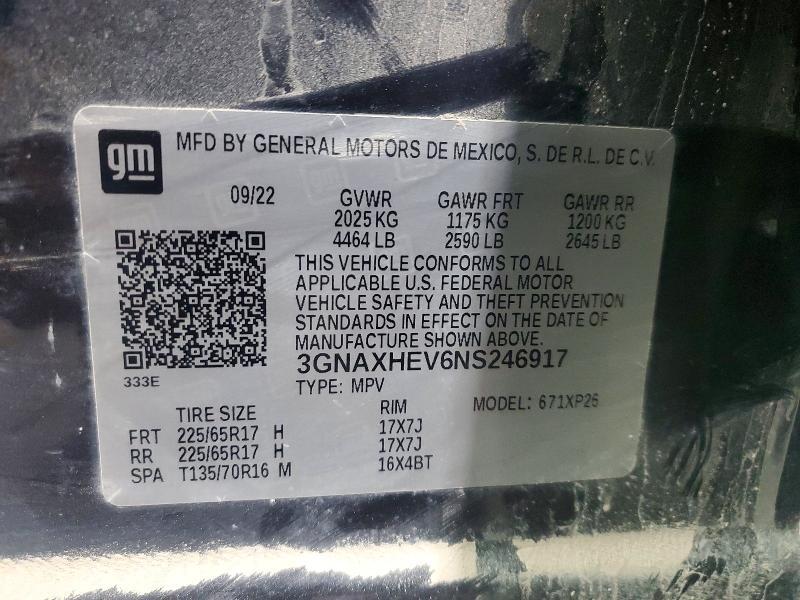 gm
MFD BY GENERAL MOTORS DE MEXICO, S. DE R.L. DE C.V.
09/22 GVWR GAWR FRT GAWR RR
2025 KG 1175 KG 1200 KG
4464 LB 2590 LB 2645 LB
THIS VEHICLE CONFORMS TO ALL
APPLICABLE U.S. FEDERAL MOTOR
VEHICLE SAFETY AND THEFT PREVENTION
STANDARDS IN EFFECT ON THE DATE OF
MANUFACTURE SHOWN ABOVE.
3GNAXHEV6NS246917
333E
TYPE: MPV MODEL: 671XP26
TIRE SIZE RIM
FRT 225/65R17 H 17X7J
RR 225/65R17 H 17X7J
SPA T135/70R16 M 16X4BT